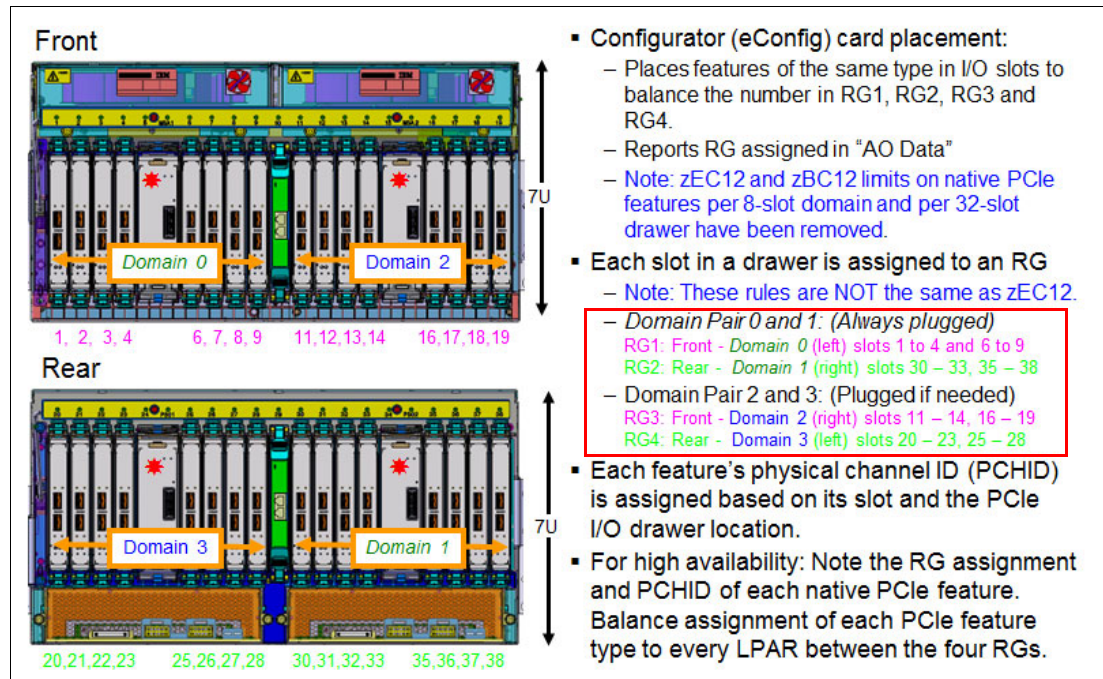 Front
Domain 0
Domain 2
1, 2, 3, 4
6, 7, 8, 9
11,12,13,14
16,17,18,19
7U
Rear
Domain 3
Domain 1
20,21,22,23
25,26,27,28
30,31,32,33
35,36,37,38
7U
▪ Configurator (eConfig) card placement:
– Places features of the same type in I/O slots to
balance the number in RG1, RG2, RG3 and
RG4.
– Reports RG assigned in “AO Data”
– Note: zEC12 and zBC12 limits on native PCIe
features per 8-slot domain and per 32-slot
drawer have been removed.
▪ Each slot in a drawer is assigned to an RG
– Note: These rules are NOT the same as zEC12.
– Domain Pair 0 and 1: (Always plugged)
RG1: Front - Domain 0 (left) slots 1 to 4 and 6 to 9
RG2: Rear - Domain 1 (right) slots 30 – 33, 35 – 38
– Domain Pair 2 and 3: (Plugged if needed)
RG3: Front - Domain 2 (right) slots 11 – 14, 16 – 19
RG4: Rear - Domain 3 (left) slots 20 – 23, 25 – 28
▪ Each feature’s physical channel ID (PCHID)
is assigned based on its slot and the PCIe
I/O drawer location.
▪ For high availability: Note the RG assignment
and PCHID of each native PCIe feature.
Balance assignment of each PCIe feature
type to every LPAR between the four RGs.